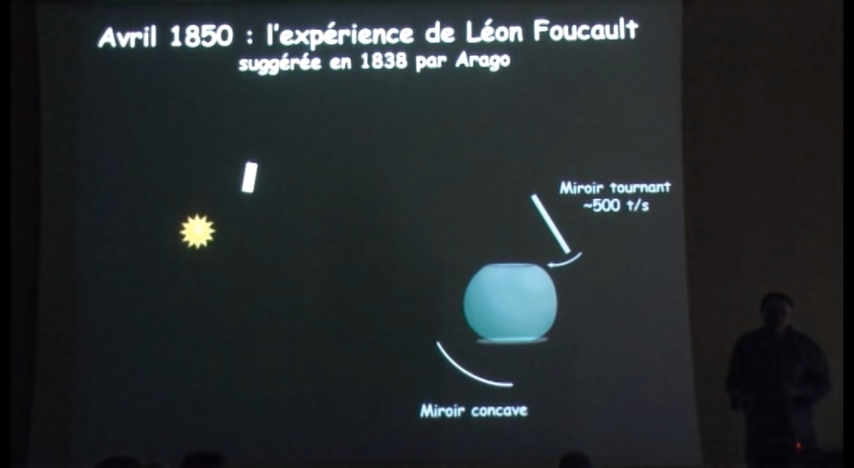 Avril 1850 : l'expérience de Léon Foucault
suggérée en 1838 par Arago
Miroir tournant
~500 t/s
Miroir concave